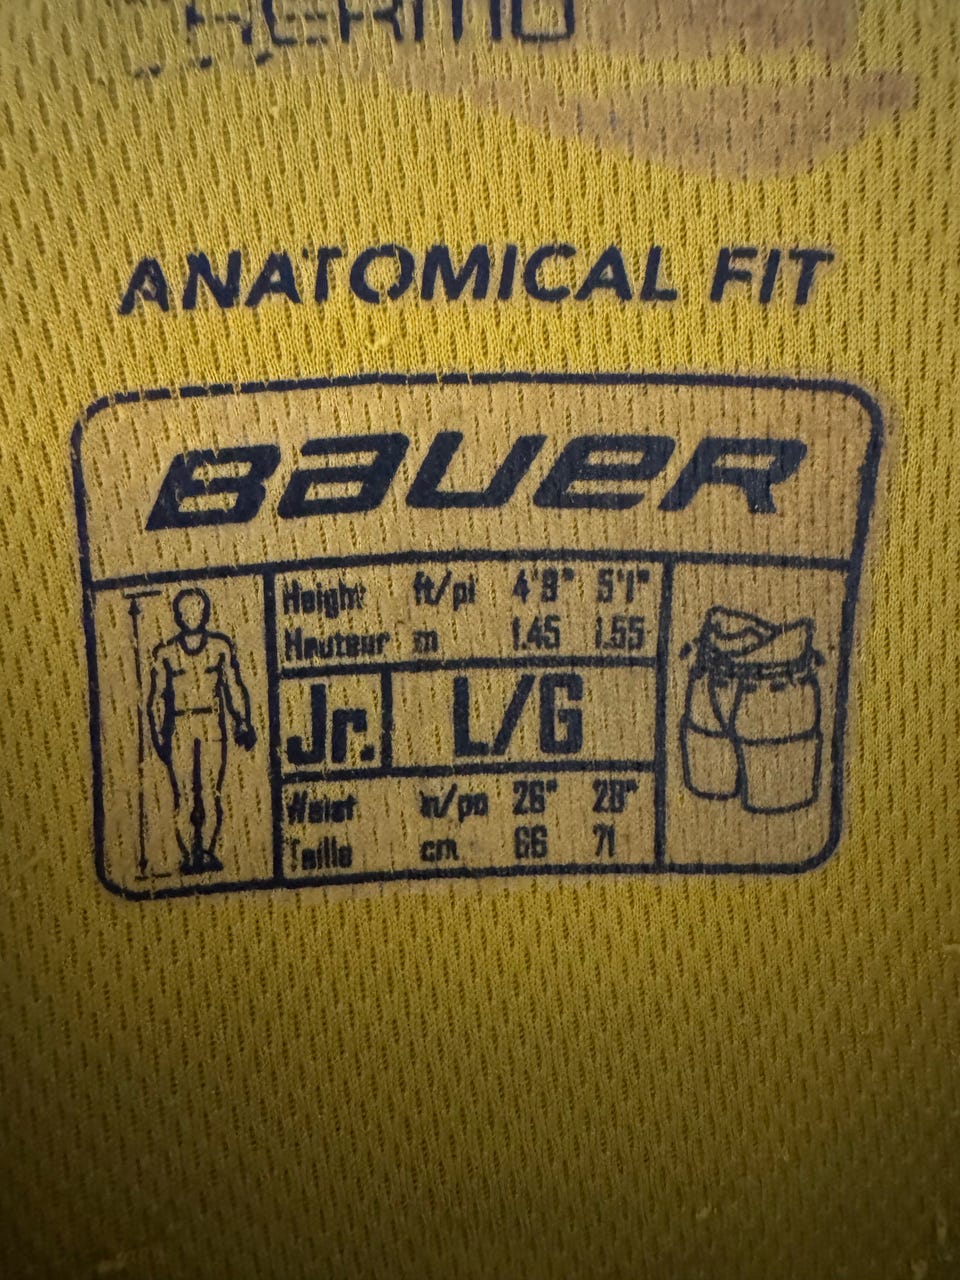 ANATOMICAL FIT
BAUER
Height ft/pi 4'9" 5'1"
Hauteur m 1.45 1.55
Jr. L/G
Waist in/po 26" 28"
Taille cm 66 71